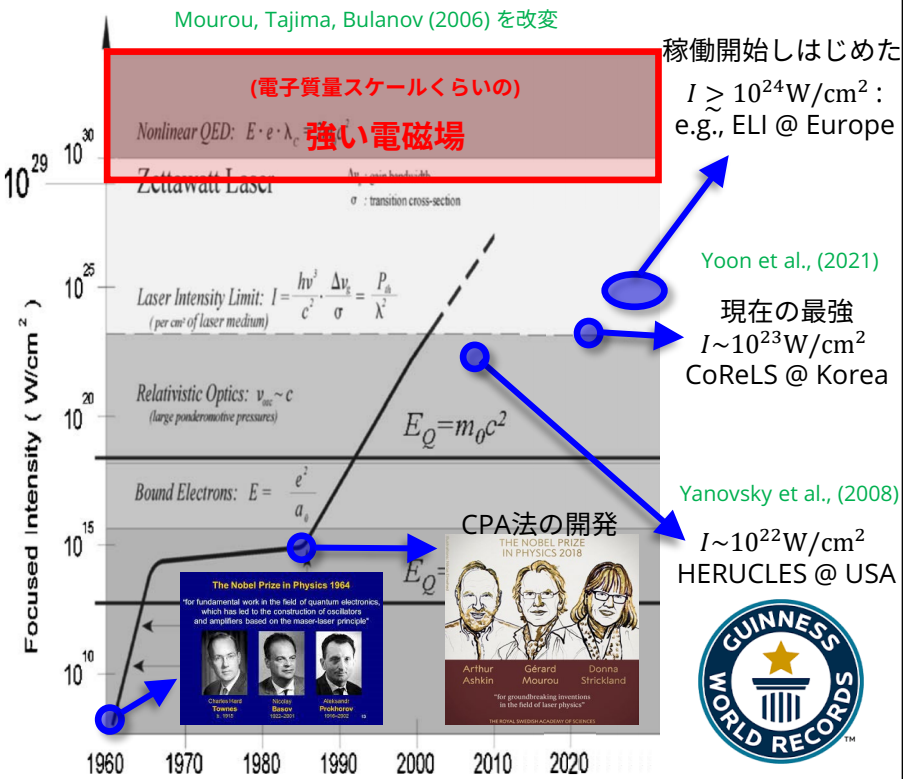 Mourou, Tajima, Bulanov (2006) を改変
(電子質量スケールくらいの)
強い電磁場
Nonlinear QED: E · e · λc =
Zettawatt Laser
σ : transition cross-section
Laser Intensity Limit: I = hν³/c² · Δνg/σ = Pth/λ²
(per cm² of laser medium)
Relativistic Optics: νosc ~ c
(large ponderomotive pressures)
E_Q=m₀c²
Bound Electrons: E = e²/a₀
E_Q=
Focused Intensity ( W/cm² )
10³⁰
10²⁹
10²⁵
10²⁰
10¹⁵
10¹⁰
1960 1970 1980 1990 2000 2010 2020
稼働開始しはじめた
I ≳ 10²⁴W/cm² :
e.g., ELI @ Europe
Yoon et al., (2021)
現在の最強
I~10²³W/cm²
CoReLS @ Korea
Yanovsky et al., (2008)
I~10²²W/cm²
HERUCLES @ USA
GUINNESS
WORLD RECORDS
TM
CPA法の開発
THE NOBEL PRIZE
IN PHYSICS 2018
Arthur
Ashkin
Gérard
Mourou
Donna
Strickland
"for groundbreaking inventions
in the field of laser physics"
THE ROYAL SWEDISH ACADEMY OF SCIENCES
The Nobel Prize in Physics 1964
"for fundamental work in the field of quantum electronics,
which has led to the construction of oscillators
and amplifiers based on the maser-laser principle"
Charles Hard
Townes
b. 1915
Nicolay
Basov
1922-2001
Aleksandr
Prokhorov
1916-2002